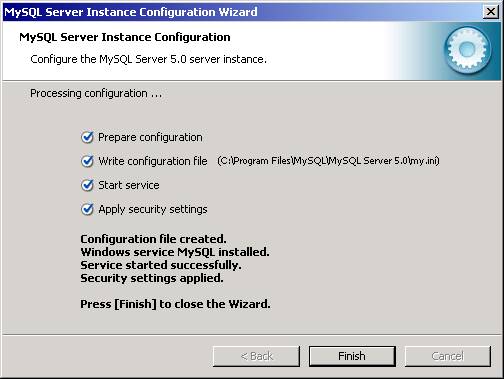 MySQL Server Instance Configuration Wizard
MySQL Server Instance Configuration
Configure the MySQL Server 5.0 server instance.
Processing configuration ...
Prepare configuration
Write configuration file (C:\Program Files\MySQL\MySQL Server 5.0\my.ini)
Start service
Apply security settings
Configuration file created.
Windows service MySQL installed.
Service started successfully.
Security settings applied.
Press [Finish] to close the Wizard.
< Back Finish Cancel